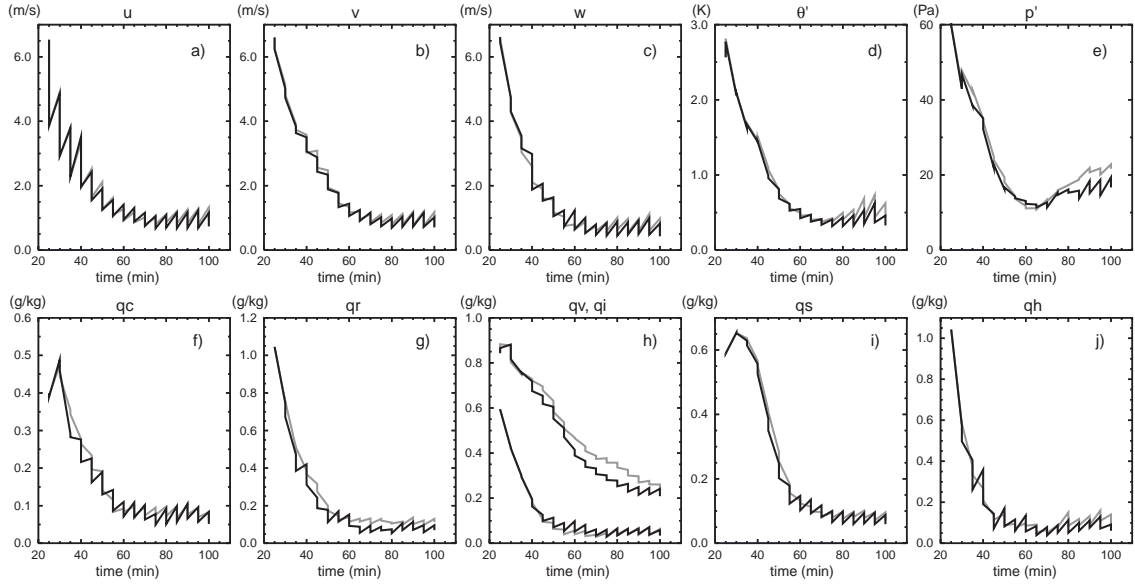 (m/s) u (m/s) v (m/s) w (K) θ' (Pa) p'
a) b) c) d) e)
6.0 6.0 6.0 3.0 60
4.0 4.0 4.0 2.0 40
2.0 2.0 2.0 1.0 20
0.0 0.0 0.0 0.0 0
20 40 60 80 100 20 40 60 80 100 20 40 60 80 100 20 40 60 80 100 20 40 60 80 100
time (min) time (min) time (min) time (min) time (min)
(g/kg) qc (g/kg) qr (g/kg) qv, qi (g/kg) qs (g/kg) qh
f) g) h) i) j)
0.6 1.2 1.0 0.6 1.0
0.5 1.0 0.8 0.4 0.8
0.4 0.8 0.6 0.2 0.6
0.3 0.6 0.4 0.0 0.4
0.2 0.4 0.2 0.2
0.1 0.2 0.0 0.0
0.0 0.0
20 40 60 80 100 20 40 60 80 100 20 40 60 80 100 20 40 60 80 100 20 40 60 80 100
time (min) time (min) time (min) time (min) time (min)